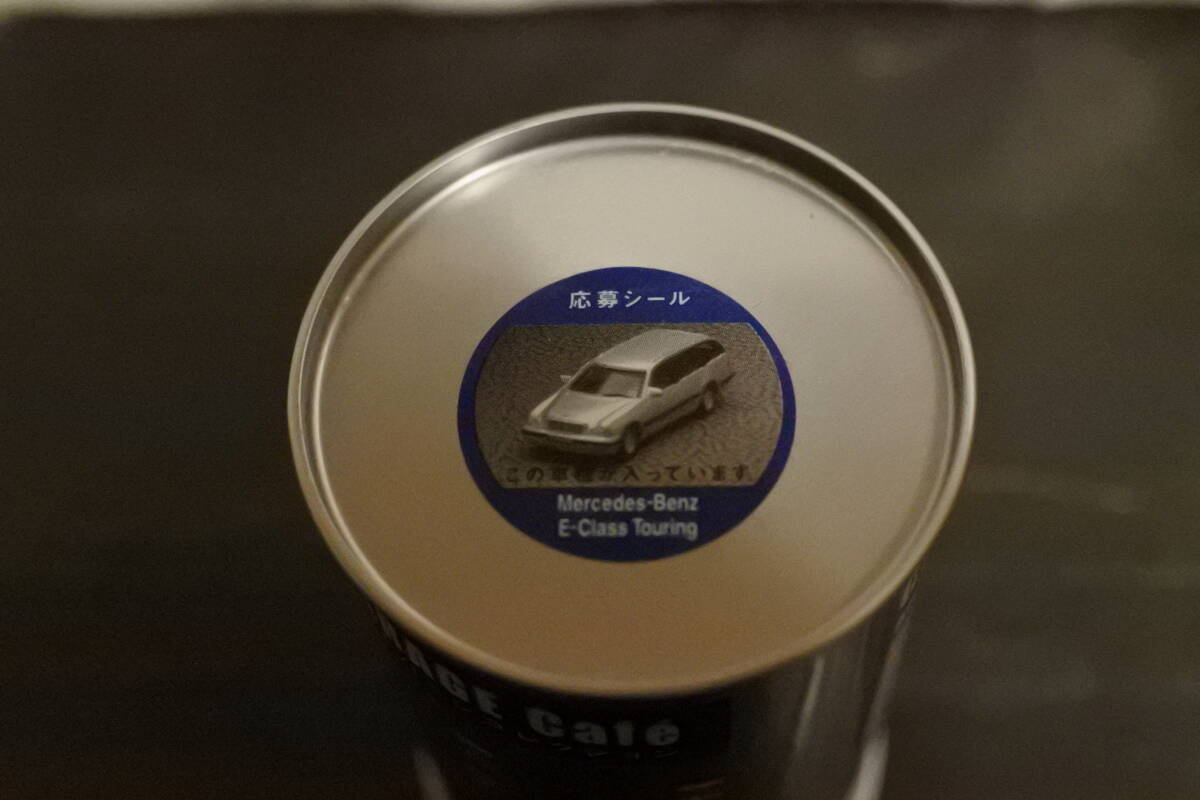 応募シール
この車種が入っています
Mercedes-Benz
E-Class Touring
Café